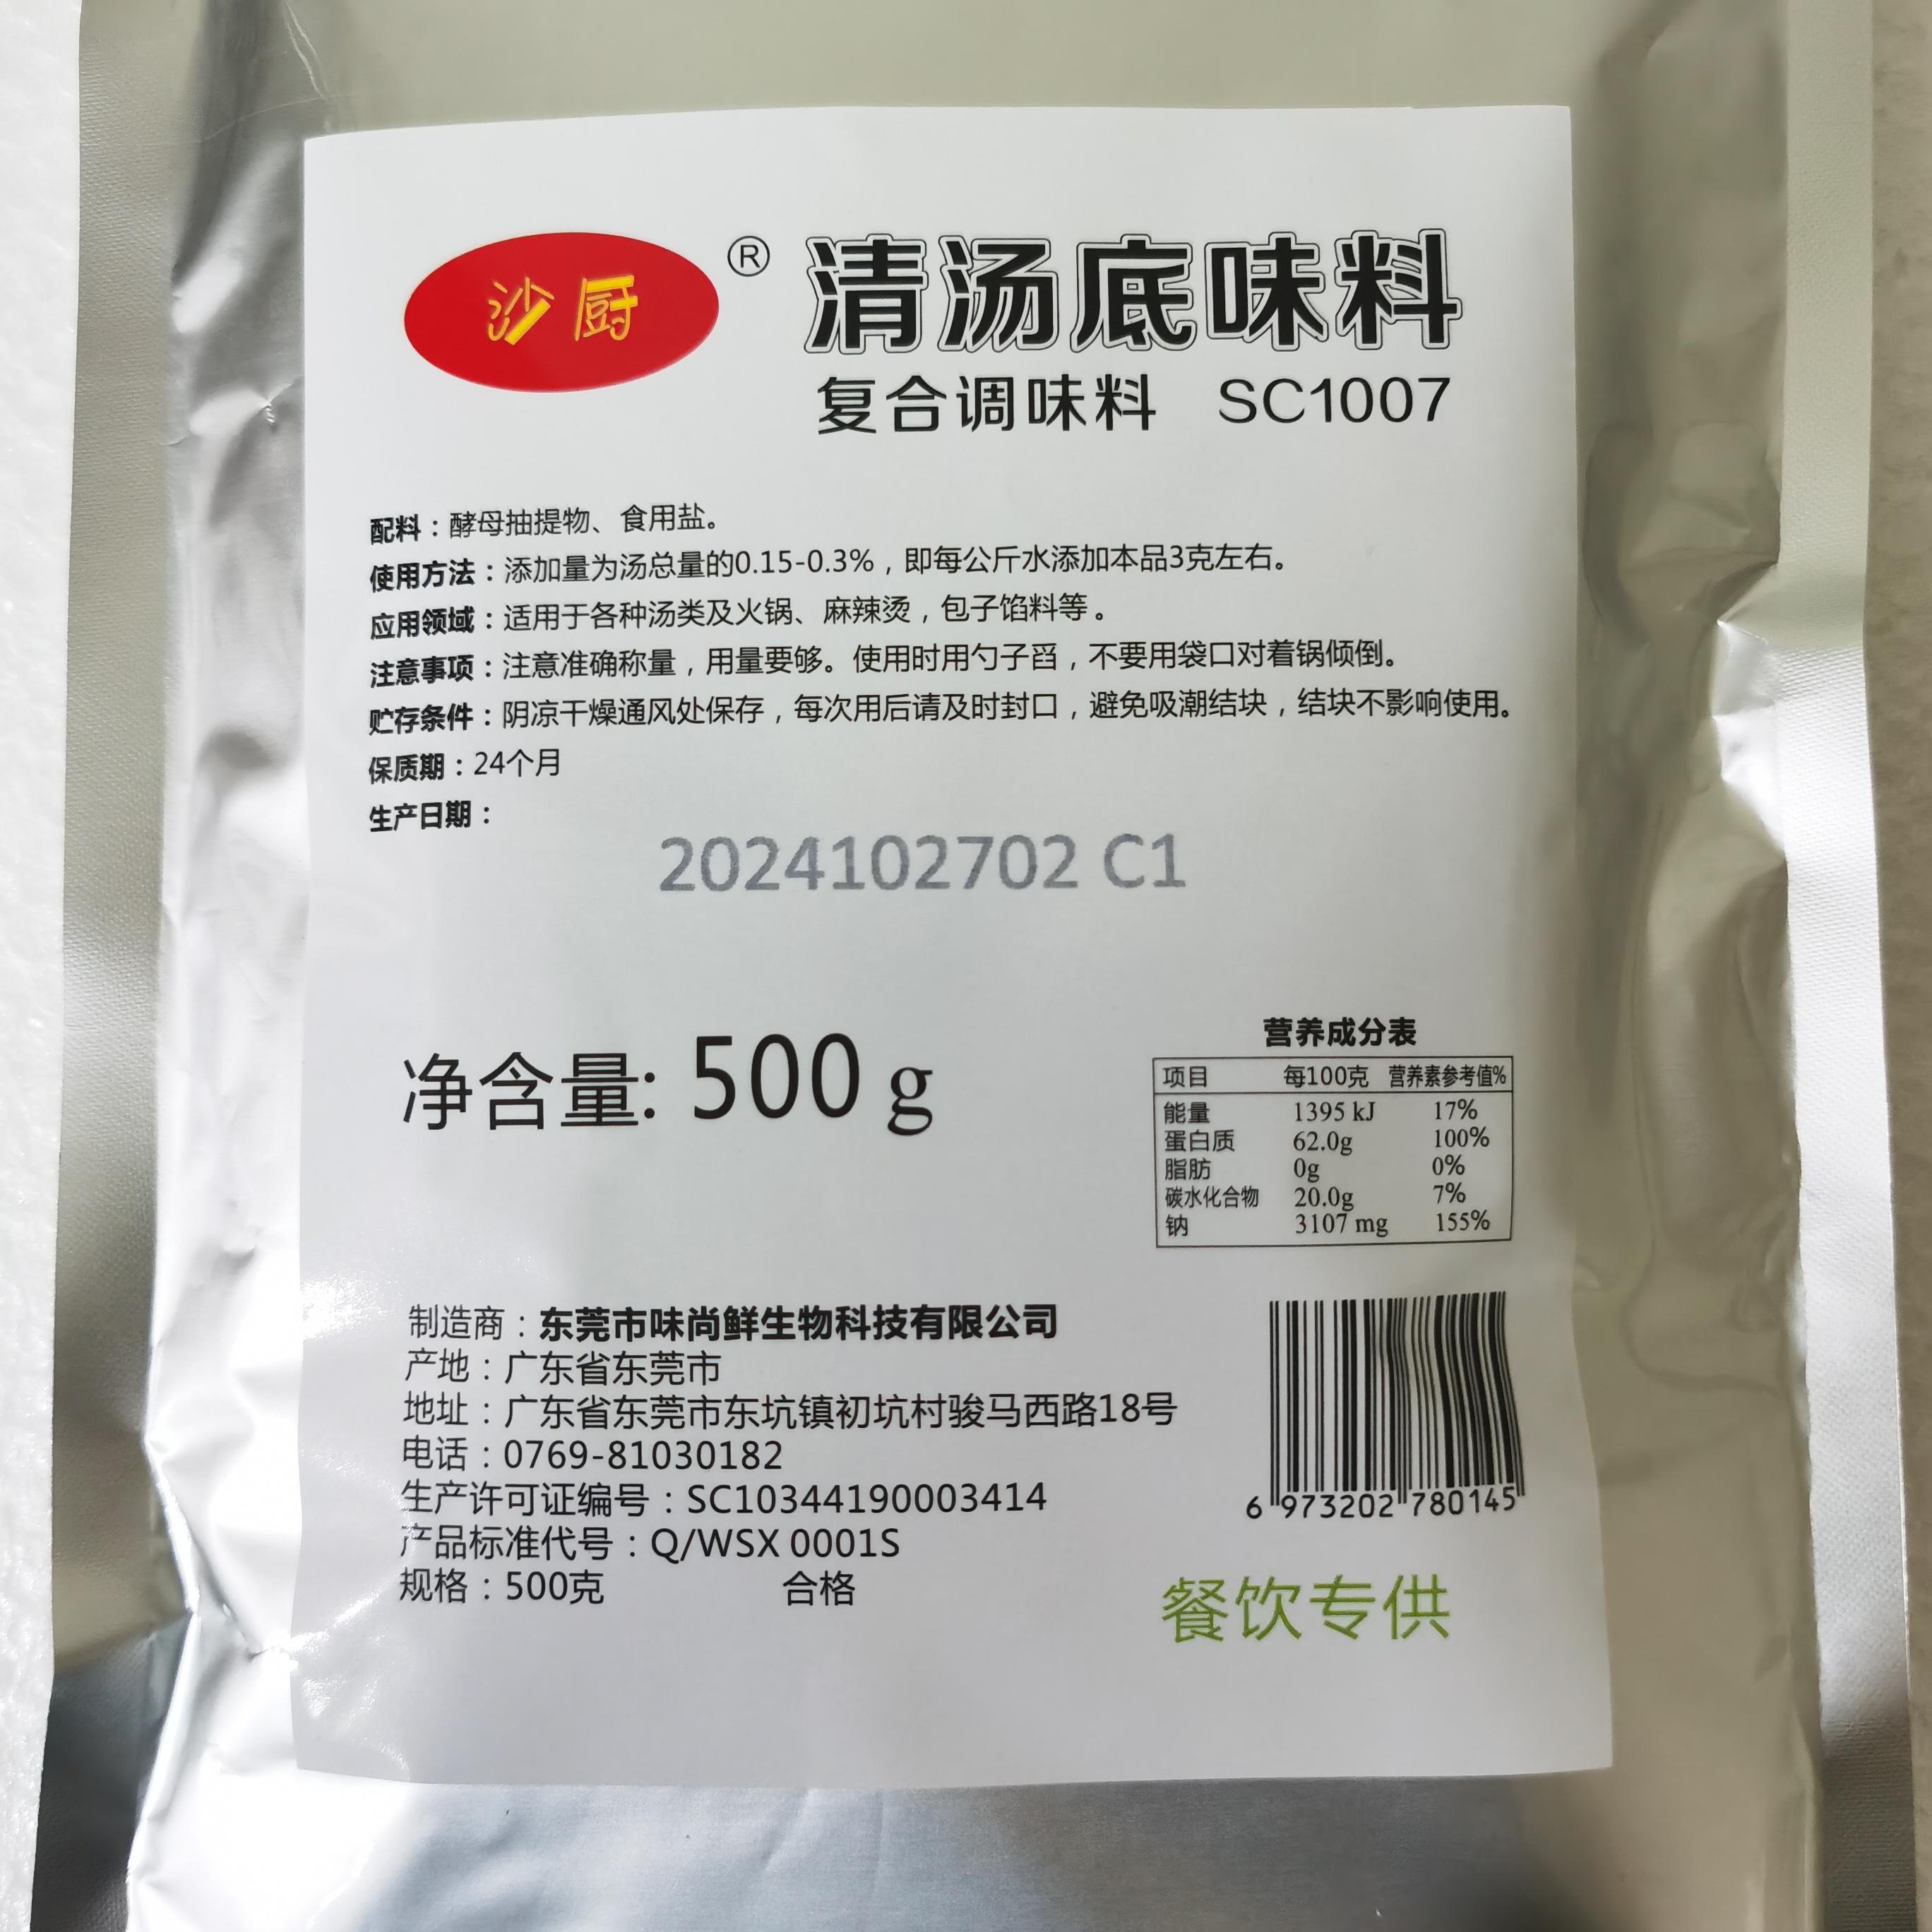 沙厨 ® 清汤底味料
复合调味料 SC1007
配料：酵母抽提物、食用盐。
使用方法：添加量为汤总量的0.15-0.3%，即每公斤水添加本品3克左右。
应用领域：适用于各种汤类及火锅、麻辣烫，包子馅料等。
注意事项：注意准确称量，用量要够。使用时用勺子舀，不要用袋口对着锅倾倒。
贮存条件：阴凉干燥通风处保存，每次用后请及时封口，避免吸潮结块，结块不影响使用。
保质期：24个月
生产日期：
2024102702 C1
净含量: 500 g
营养成分表
项目 每100克 营养素参考值%
能量 1395 kJ 17%
蛋白质 62.0g 100%
脂肪 0g 0%
碳水化合物 20.0g 7%
钠 3107 mg 155%
制造商：东莞市味尚鲜生物科技有限公司
产地：广东省东莞市
地址：广东省东莞市东坑镇初坑村骏马西路18号
电话：0769-81030182
生产许可证编号：SC10344190003414
产品标准代号：Q/WSX 0001S
规格：500克 合格
6 973202 780145
餐饮专供